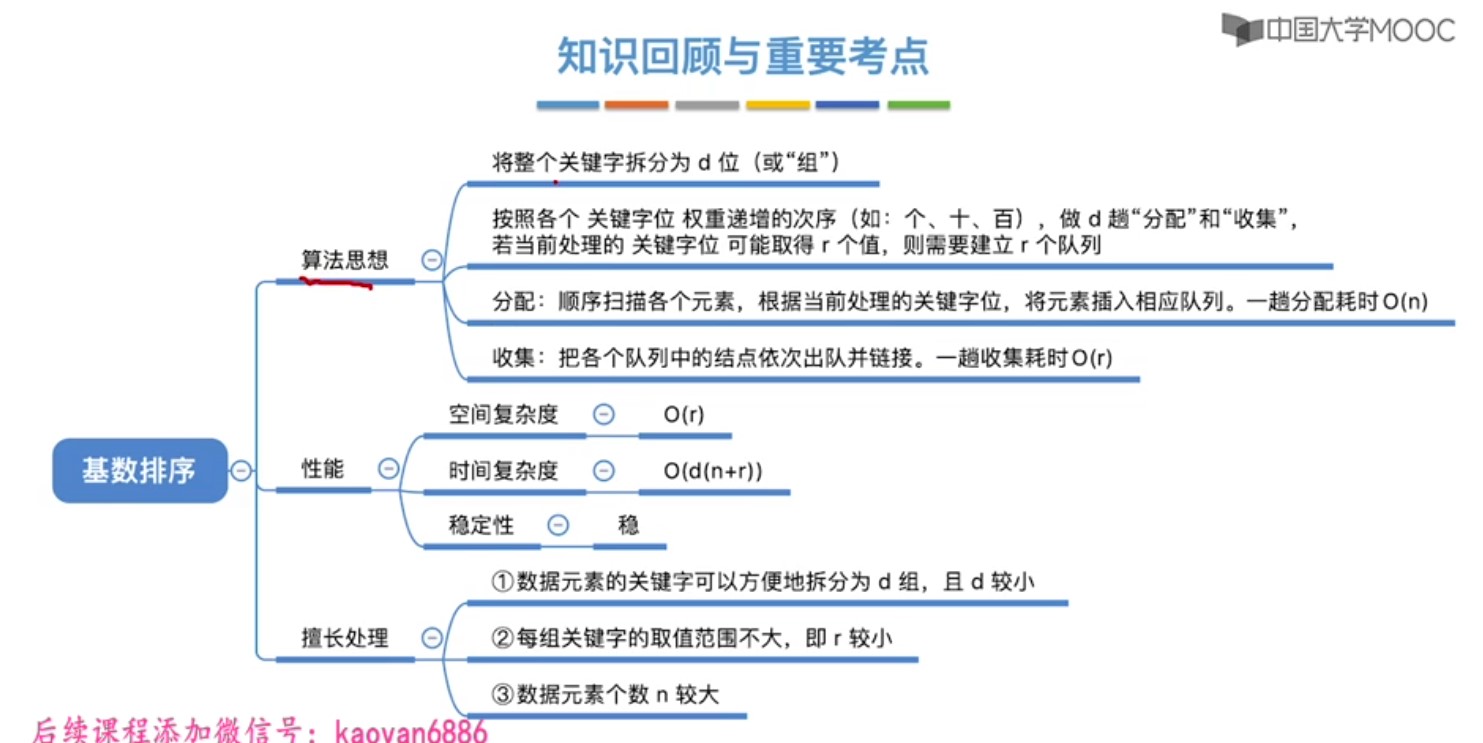 中国大学MOOC
知识回顾与重要考点
将整个关键字拆分为 d 位（或“组”）
按照各个 关键字位 权重递增的次序（如：个、十、百），做 d 趟“分配”和“收集”，
若当前处理的 关键字位 可能取得 r 个值，则需要建立 r 个队列
算法思想
分配：顺序扫描各个元素，根据当前处理的关键字位，将元素插入相应队列。一趟分配耗时O(n)
收集：把各个队列中的结点依次出队并链接。一趟收集耗时O(r)
基数排序
性能
空间复杂度
O(r)
时间复杂度
O(d(n+r))
稳定性
稳
擅长处理
①数据元素的关键字可以方便地拆分为 d 组，且 d 较小
②每组关键字的取值范围不大，即 r 较小
③数据元素个数 n 较大
后续课程添加微信号：kaoyan6886